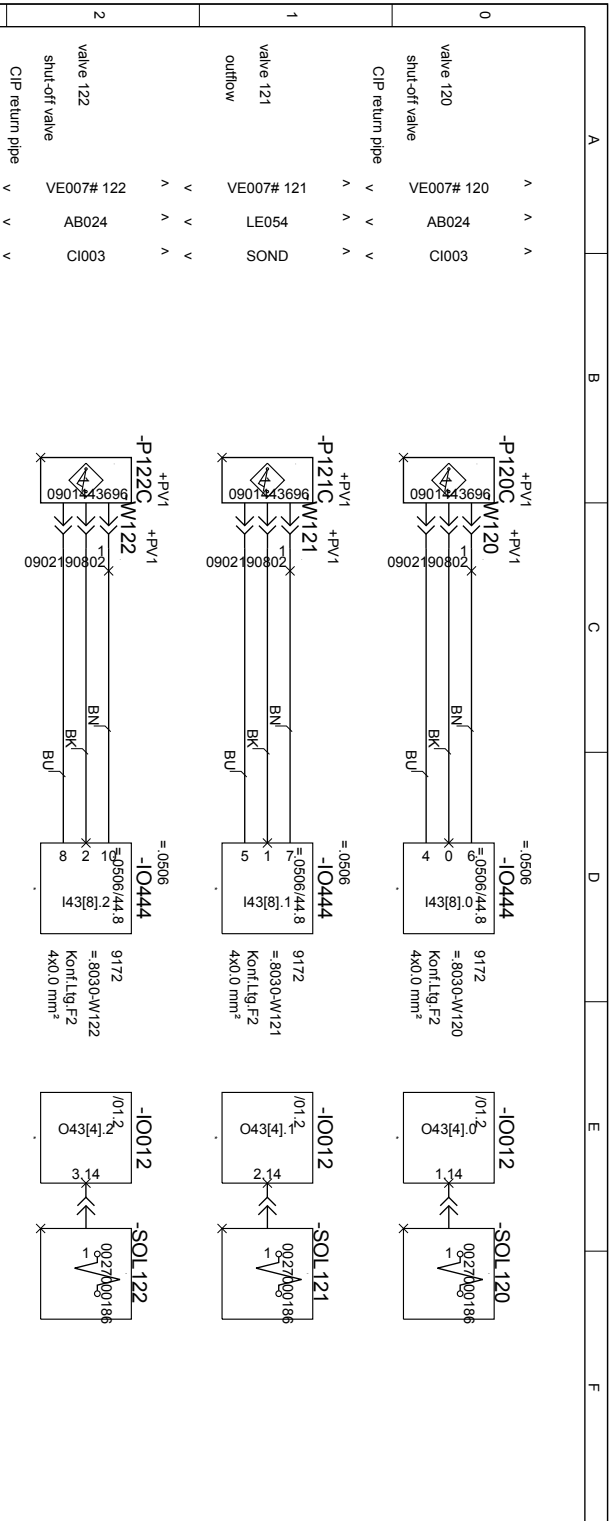 A
B
C
D
E
F
0
valve 120
shut-off valve
CIP return pipe
< VE007# 120 >
< AB024 >
< CI003 >
+PV1
-P120C
0901443696
+PV1
W120
1
0902190802
BN
BK
BU
=.0506
-IO444
=.0506/44.8
6
0
4
I43[8].0
9172
=.8030-W120
Konf.Ltg.F2
4x0.0 mm²
-IO012
/01.2
O43[4].0
1.14
-SOL120
0027000186
1
1
valve 121
outflow
< VE007# 121 >
< LE054 >
< SOND >
+PV1
-P121C
0901443696
+PV1
W121
1
0902190802
BN
BK
BU
=.0506
-IO444
=.0506/44.8
7
1
5
I43[8].1
9172
=.8030-W121
Konf.Ltg.F2
4x0.0 mm²
-IO012
/01.2
O43[4].1
2.14
-SOL121
0027000186
1
2
valve 122
shut-off valve
CIP return pipe
< VE007# 122 >
< AB024 >
< CI003 >
+PV1
-P122C
0901443696
+PV1
W122
1
0902190802
BN
BK
BU
=.0506
-IO444
=.0506/44.8
10
2
8
I43[8].2
9172
=.8030-W122
Konf.Ltg.F2
4x0.0 mm²
-IO012
/01.2
O43[4].2
3.14
-SOL122
0027000186
1